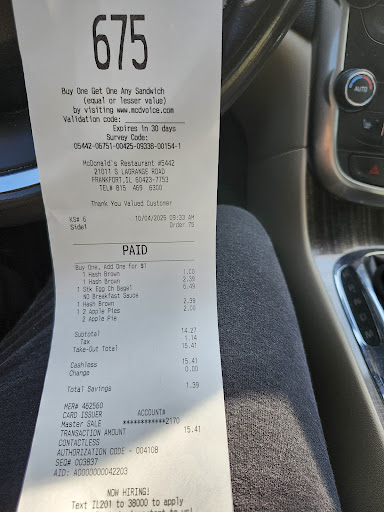 675
Buy One Get One Any Sandwich
(equal or lesser value)
by visiting www.mcdvoice.com
Validation code:
Expires in 30 days
Survey Code:
05442-06751-00425-09338-00154-1
McDonald's Restaurant #5442
21011 S LAGRANGE ROAD
FRANKFORT,IL 60423-7753
TEL# 815 469 6300
Thank You Valued Customer
KS# 6 10/04/2025 09:33 AM
Side1 Order 75
PAID
Buy One, Add One for $1
1 Hash Brown 1.00
1 Hash Brown 2.39
1 Stk Egg Ch Bagel 6.49
NO Breakfast Sauce
1 Hash Brown 2.39
1 2 Apple Pies 2.00
2 Apple Pie
Subtotal 14.27
Tax 1.14
Take-Out Total 15.41
Cashless 15.41
Change 0.00
Total Savings 1.39
MER# 462560
CARD ISSUER ACCOUNT#
Master SALE ************2170
TRANSACTION AMOUNT 15.41
CONTACTLESS
AUTHORIZATION CODE - 004108
SEQ# 003837
AID: A0000000042203
NOW HIRING!
Text IL201 to 38000 to apply
AUTO